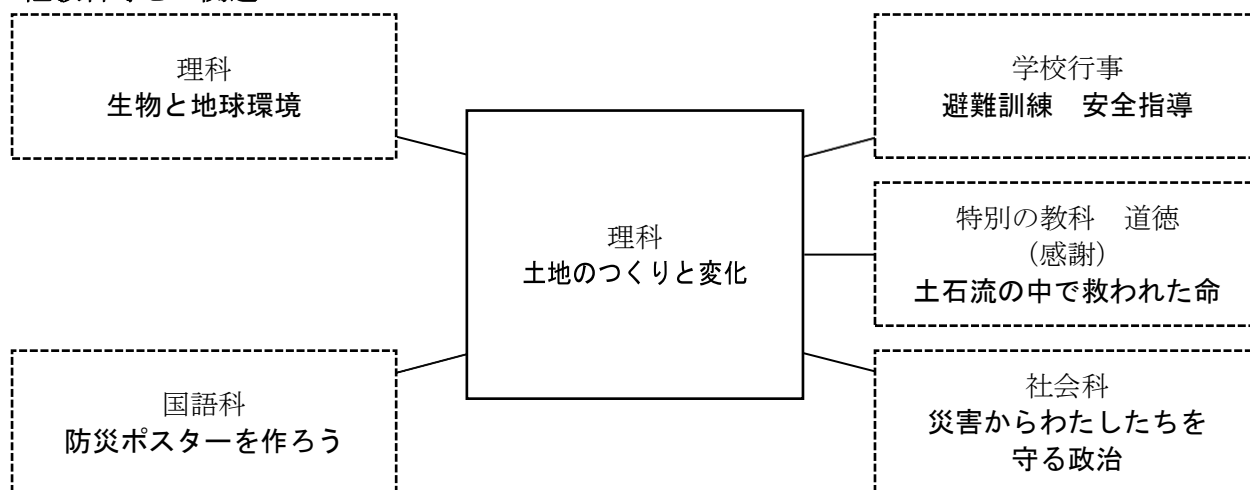 理科
生物と地球環境
国語科
防災ポスターを作ろう
理科
土地のつくりと変化
学校行事
避難訓練　安全指導
特別の教科　道徳
（感謝）
土石流の中で救われた命
社会科
災害からわたしたちを
守る政治